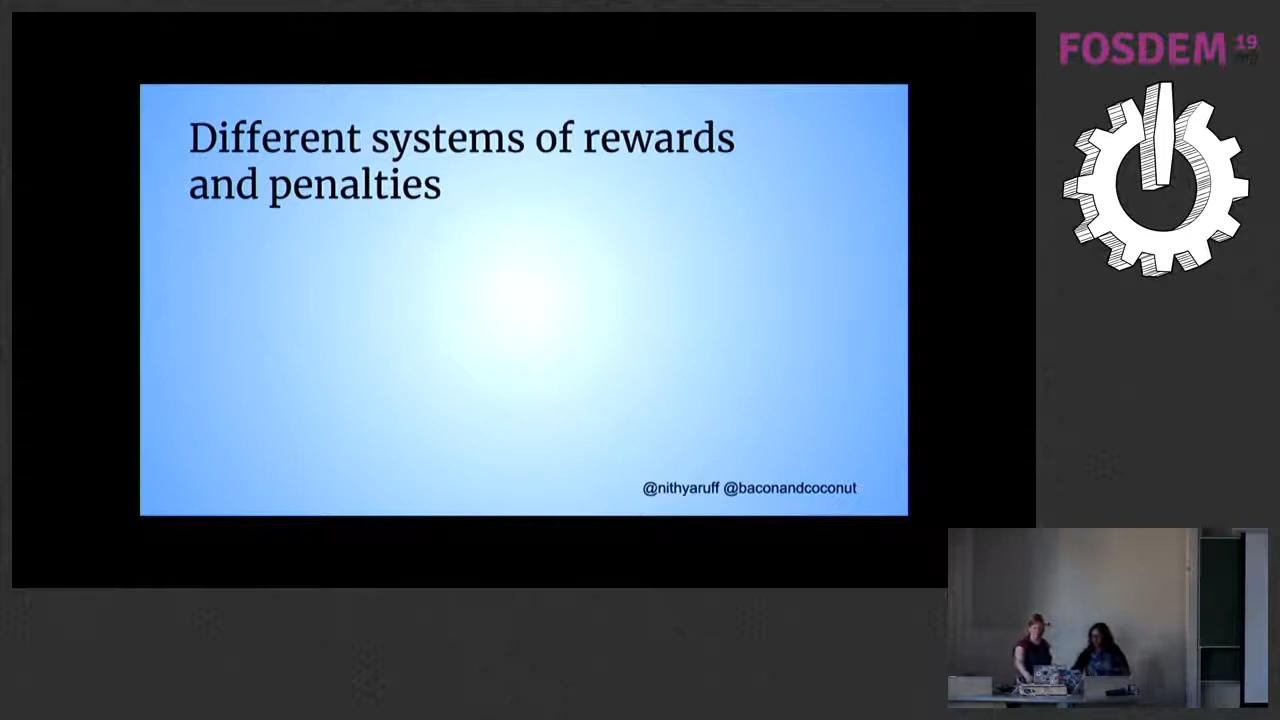 Different systems of rewards
and penalties
@nithyaruff @baconandcoconut
FOSDEM 19